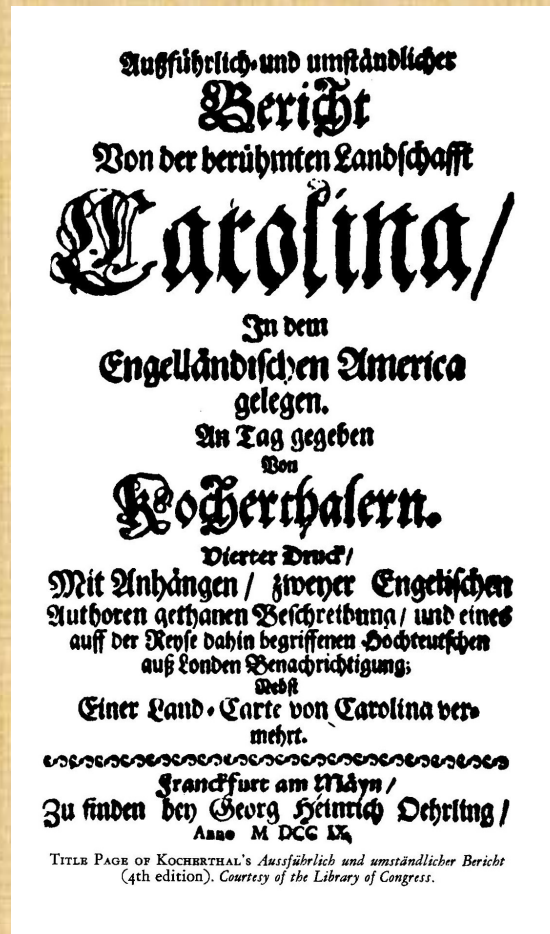 Außführlich-und umständlicher
Bericht
Von der berühmten Landschafft
Carolina/
In dem
Engelländischen America
gelegen.
An Tag gegeben
Von
Kocherthalern.
Vierter Druck/
Mit Anhängen / zweyer Engelischen
Authoren gethanen Beschreibung / und eines
auff der Reyse dahin begriffenen Hochteutschen
auß Londen Benachrichtigung;
Nebst
Einer Land-Carte von Carolina ver-
mehrt.
Franckfurt am Mäyn /
Zu finden bey Georg Heinrich Oehrling /
Anno M DCC IX.
TITLE PAGE OF KOCHERTHAL'S Aussführlich und umständlicher Bericht
(4th edition). Courtesy of the Library of Congress.